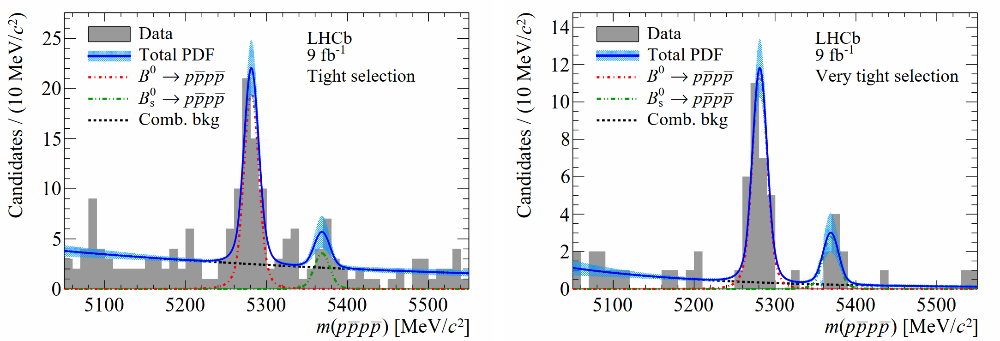 Candidates / (10 MeV/c²)
25
20
15
10
5
0
Data
Total PDF
B⁰ → pp̅pp̅
B⁰ₛ → pp̅pp̅
Comb. bkg
LHCb
9 fb⁻¹
Tight selection
5100 5200 5300 5400 5500
m(pp̅pp̅) [MeV/c²]
Candidates / (10 MeV/c²)
14
12
10
8
6
4
2
0
Data
Total PDF
B⁰ → pp̅pp̅
B⁰ₛ → pp̅pp̅
Comb. bkg
LHCb
9 fb⁻¹
Very tight selection
5100 5200 5300 5400 5500
m(pp̅pp̅) [MeV/c²]